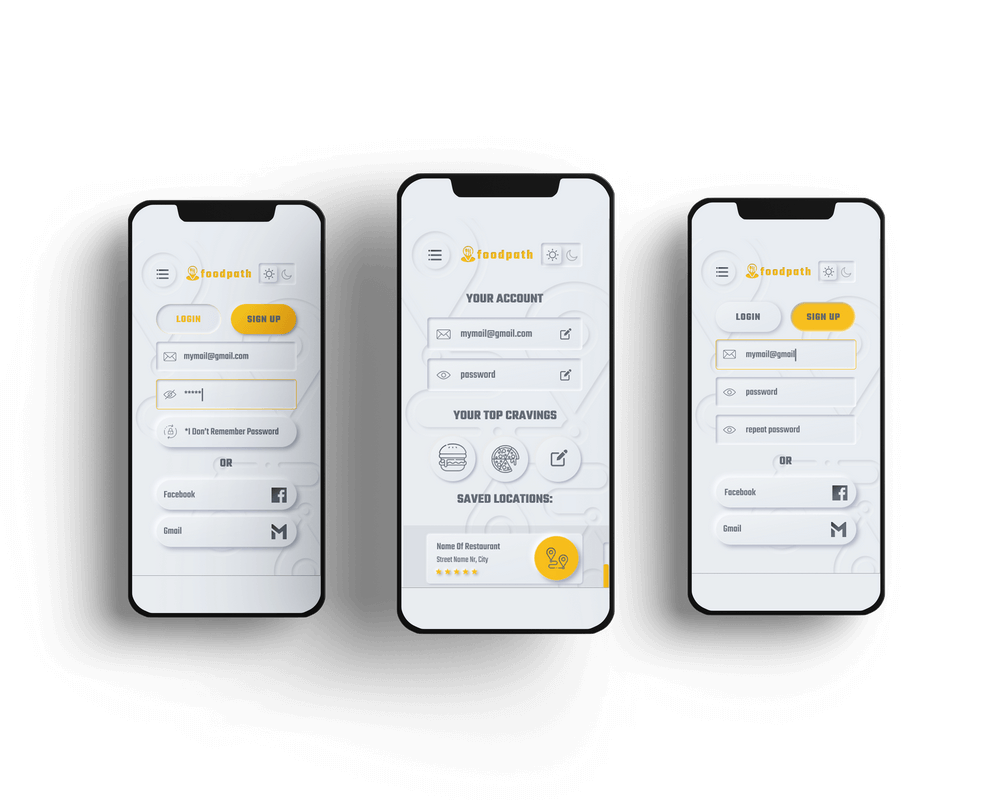 foodpath
LOGIN
SIGN UP
mymail@gmail.com
*****
*I Don't Remember Password
OR
Facebook
Gmail
foodpath
YOUR ACCOUNT
mymail@gmail.com
password
YOUR TOP CRAVINGS
SAVED LOCATIONS:
Name Of Restaurant
Street Name Nr, City
foodpath
LOGIN
SIGN UP
mymail@gmail
password
repeat password
OR
Facebook
Gmail